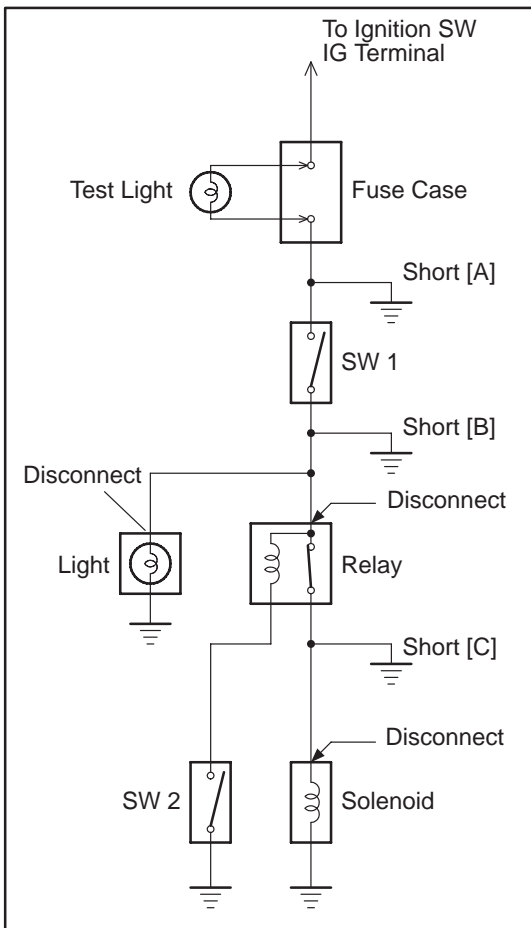 To Ignition SW
IG Terminal
Test Light
Fuse Case
Short [A]
SW 1
Short [B]
Disconnect
Disconnect
Light
Relay
Short [C]
Disconnect
SW 2
Solenoid